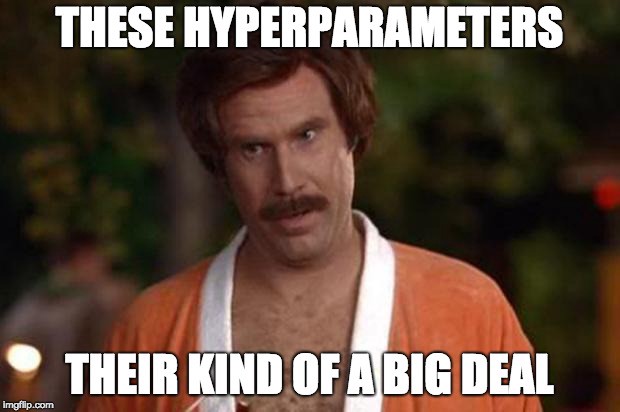 THESE HYPERPARAMETERS
THEIR KIND OF A BIG DEAL
imgflip.com